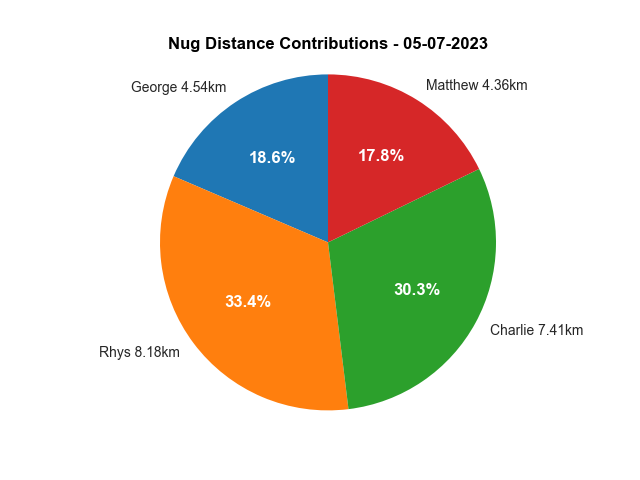 Nug Distance Contributions - 05-07-2023
George 4.54km
Matthew 4.36km
18.6%
17.8%
33.4%
30.3%
Rhys 8.18km
Charlie 7.41km